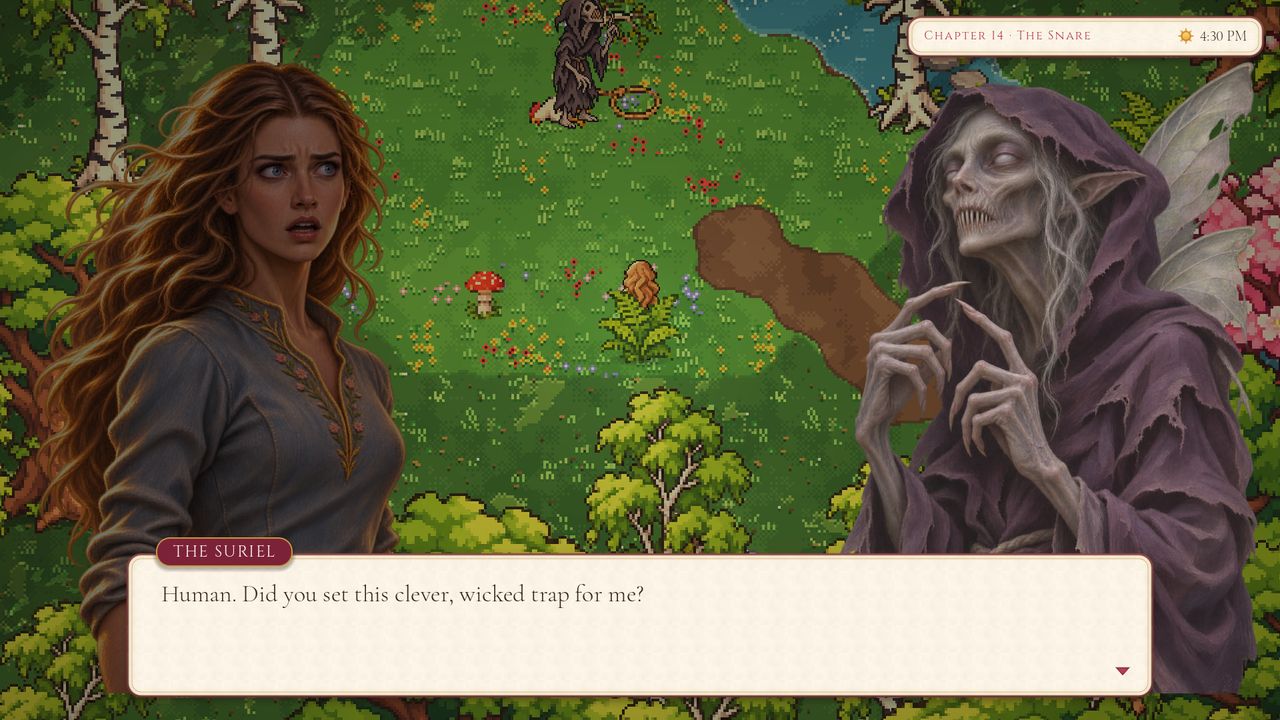 Chapter 14 · The Snare
4:30 PM
THE SURIEL
Human. Did you set this clever, wicked trap for me?